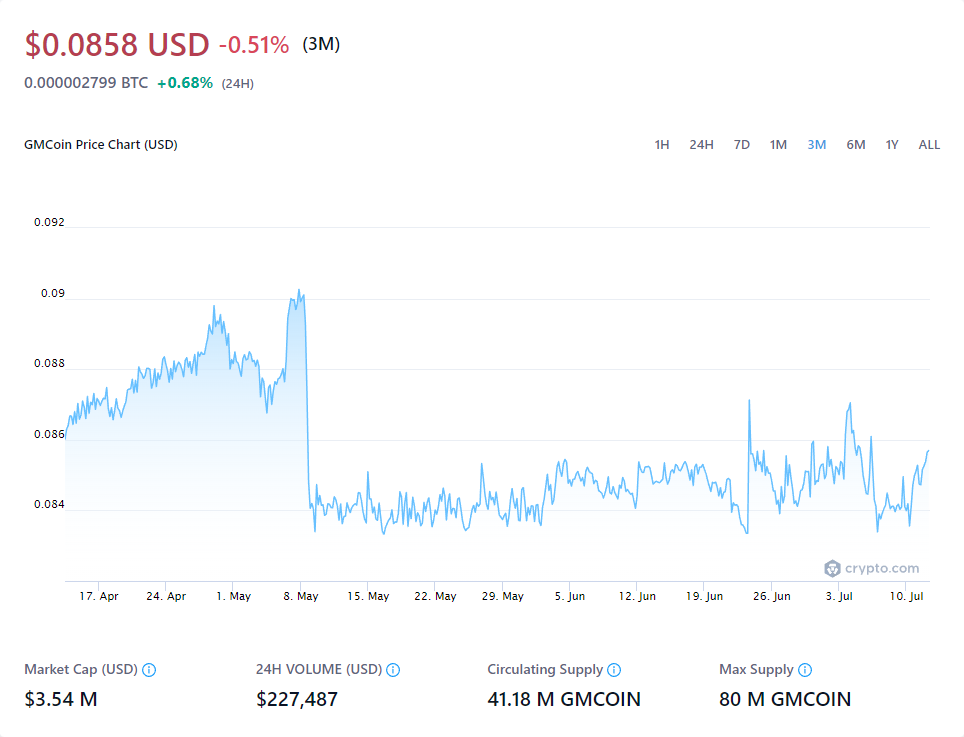 $0.0858 USD -0.51% (3M)
0.000002799 BTC +0.68% (24H)
GMCoin Price Chart (USD) 1H 24H 7D 1M 3M 6M 1Y ALL
0.092
0.09
0.088
0.086
0.084
crypto.com
17. Apr 24. Apr 1. May 8. May 15. May 22. May 29. May 5. Jun 12. Jun 19. Jun 26. Jun 3. Jul 10. Jul
Market Cap (USD) 24H VOLUME (USD) Circulating Supply Max Supply
$3.54 M $227,487 41.18 M GMCOIN 80 M GMCOIN